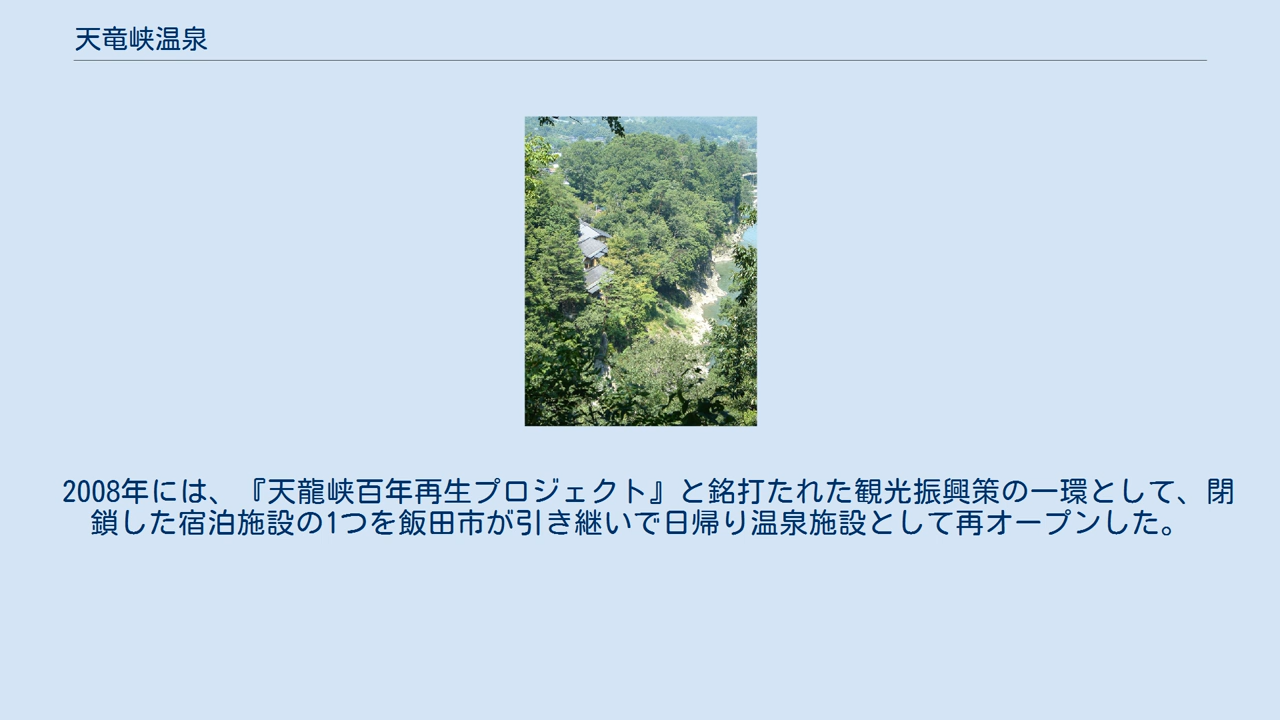 天竜峡温泉
2008年には、『天龍峡百年再生プロジェクト』と銘打たれた観光振興策の一環として、閉
鎖した宿泊施設の1つを飯田市が引き継いで日帰り温泉施設として再オープンした。